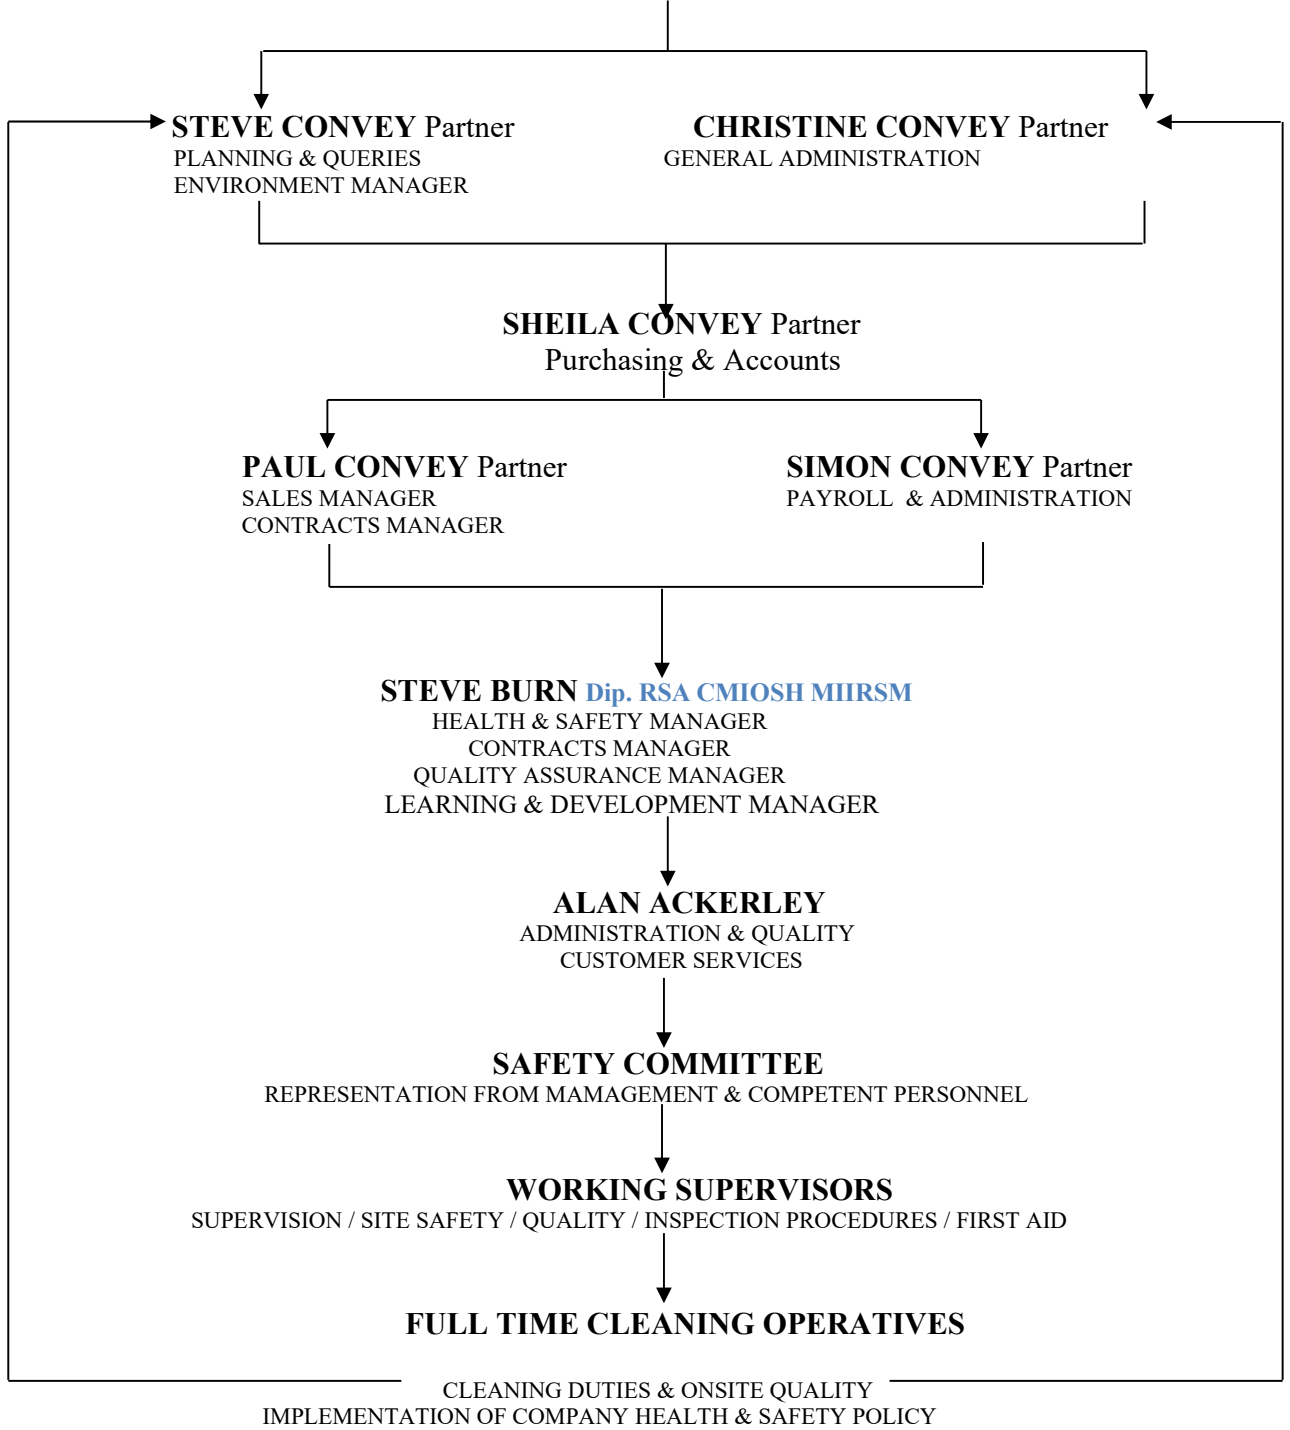 STEVE CONVEY Partner
CHRISTINE CONVEY Partner
PLANNING & QUERIES
GENERAL ADMINISTRATION
ENVIRONMENT MANAGER
SHEILA CONVEY Partner
Purchasing & Accounts
PAUL CONVEY Partner
SIMON CONVEY Partner
SALES MANAGER
PAYROLL & ADMINISTRATION
CONTRACTS MANAGER
STEVE BURN Dip. RSA CMIOSH MIIRSM
HEALTH & SAFETY MANAGER
CONTRACTS MANAGER
QUALITY ASSURANCE MANAGER
LEARNING & DEVELOPMENT MANAGER
ALAN ACKERLEY
ADMINISTRATION & QUALITY
CUSTOMER SERVICES
SAFETY COMMITTEE
REPRESENTATION FROM MAMAGEMENT & COMPETENT PERSONNEL
WORKING SUPERVISORS
SUPERVISION / SITE SAFETY / QUALITY / INSPECTION PROCEDURES / FIRST AID
FULL TIME CLEANING OPERATIVES
CLEANING DUTIES & ONSITE QUALITY
IMPLEMENTATION OF COMPANY HEALTH & SAFETY POLICY